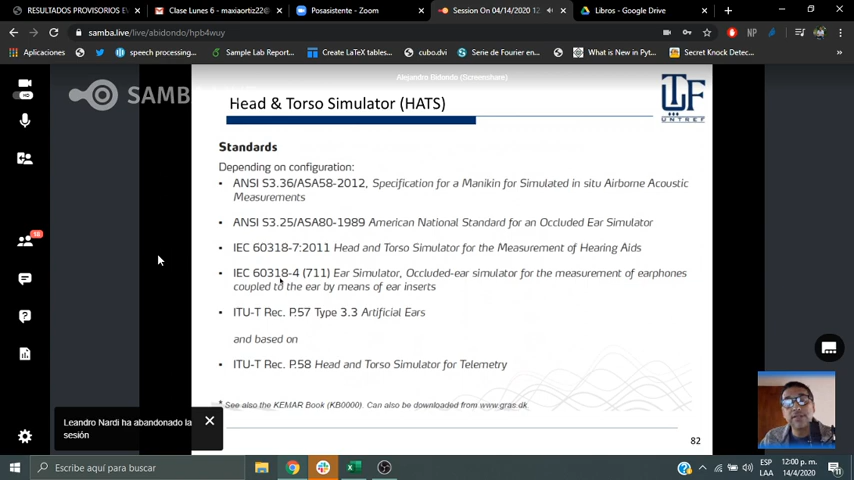 RESULTADOS PROVISORIOS EV
Clase Lunes 6 - maxiaortiz22@
Posasistente - Zoom
Session On 04/14/2020 12
Libros - Google Drive
samba.live/live/abidondo/hpb4wuy
Aplicaciones
speech processing...
Sample Lab Report...
Create LaTeX tables...
cubo.dvi
Serie de Fourier en...
What is New in Pyt...
Secret Knock Detec...
SAMB
HD
Alejandro Bidondo (Screenshare)
Head & Torso Simulator (HATS)
UNTREF
Standards
Depending on configuration:
• ANSI S3.36/ASA58-2012, Specification for a Manikin for Simulated in situ Airborne Acoustic
Measurements
• ANSI S3.25/ASA80-1989 American National Standard for an Occluded Ear Simulator
• IEC 60318-7:2011 Head and Torso Simulator for the Measurement of Hearing Aids
• IEC 60318-4 (711) Ear Simulator, Occluded-ear simulator for the measurement of earphones
coupled to the ear by means of ear inserts
• ITU-T Rec. P.57 Type 3.3 Artificial Ears
and based on
• ITU-T Rec. P.58 Head and Torso Simulator for Telemetry
* See also the KEMAR Book (KB0000). Can also be downloaded from www.gras.dk
82
Leandro Nardi ha abandonado la
sesión
Escribe aquí para buscar
ESP
LAA
12:00 p. m.
14/4/2020